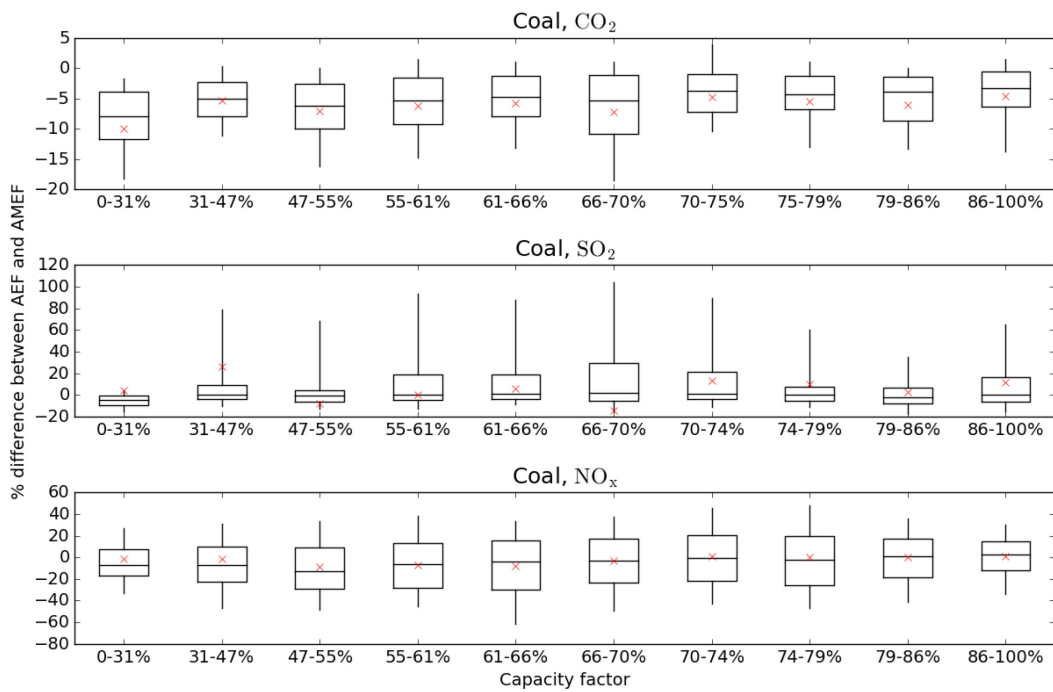 Coal, CO₂
5
0
−5
−10
−15
−20
0-31% 31-47% 47-55% 55-61% 61-66% 66-70% 70-75% 75-79% 79-86% 86-100%
% difference between AEF and AMEF
Coal, SO₂
120
100
80
60
40
20
0
−20
0-31% 31-47% 47-55% 55-61% 61-66% 66-70% 70-74% 74-79% 79-86% 86-100%
Coal, NOₓ
60
40
20
0
−20
−40
−60
−80
0-31% 31-47% 47-55% 55-61% 61-66% 66-70% 70-74% 74-79% 79-86% 86-100%
Capacity factor